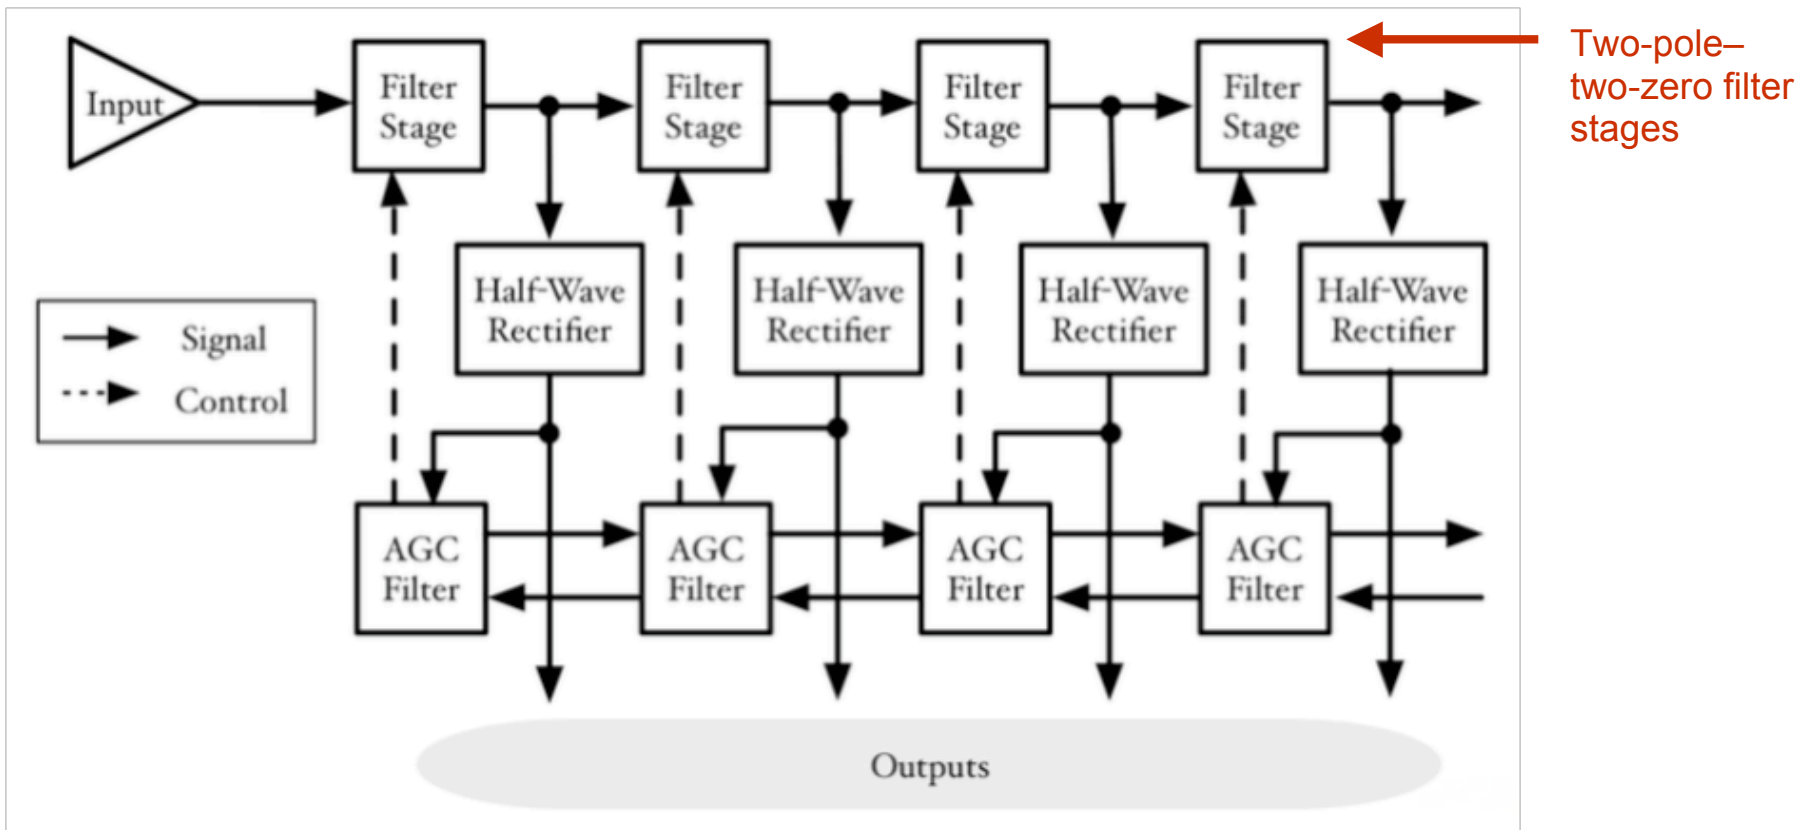 Input
Filter
Stage
Filter
Stage
Filter
Stage
Filter
Stage
Two-pole–
two-zero filter
stages
Half-Wave
Rectifier
Half-Wave
Rectifier
Half-Wave
Rectifier
Half-Wave
Rectifier
Signal
Control
AGC
Filter
AGC
Filter
AGC
Filter
AGC
Filter
Outputs